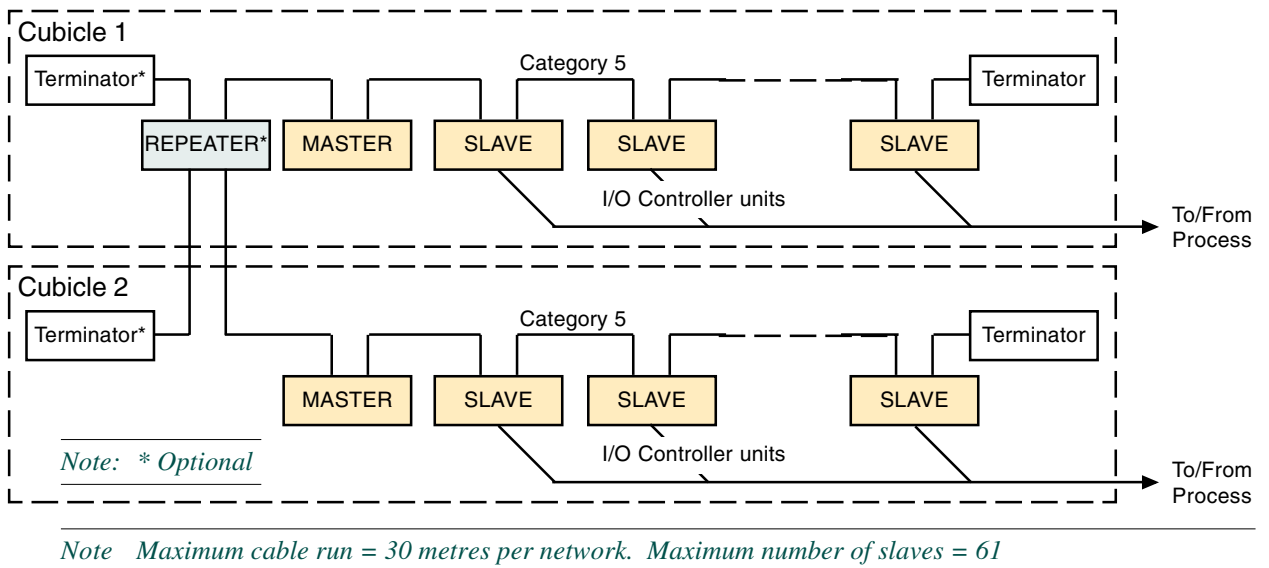 Cubicle 1
Terminator*
Category 5
Terminator
REPEATER*
MASTER
SLAVE
SLAVE
SLAVE
I/O Controller units
To/From
Process
Cubicle 2
Terminator*
Category 5
Terminator
MASTER
SLAVE
SLAVE
SLAVE
I/O Controller units
Note: * Optional
To/From
Process
Note Maximum cable run = 30 metres per network. Maximum number of slaves = 61